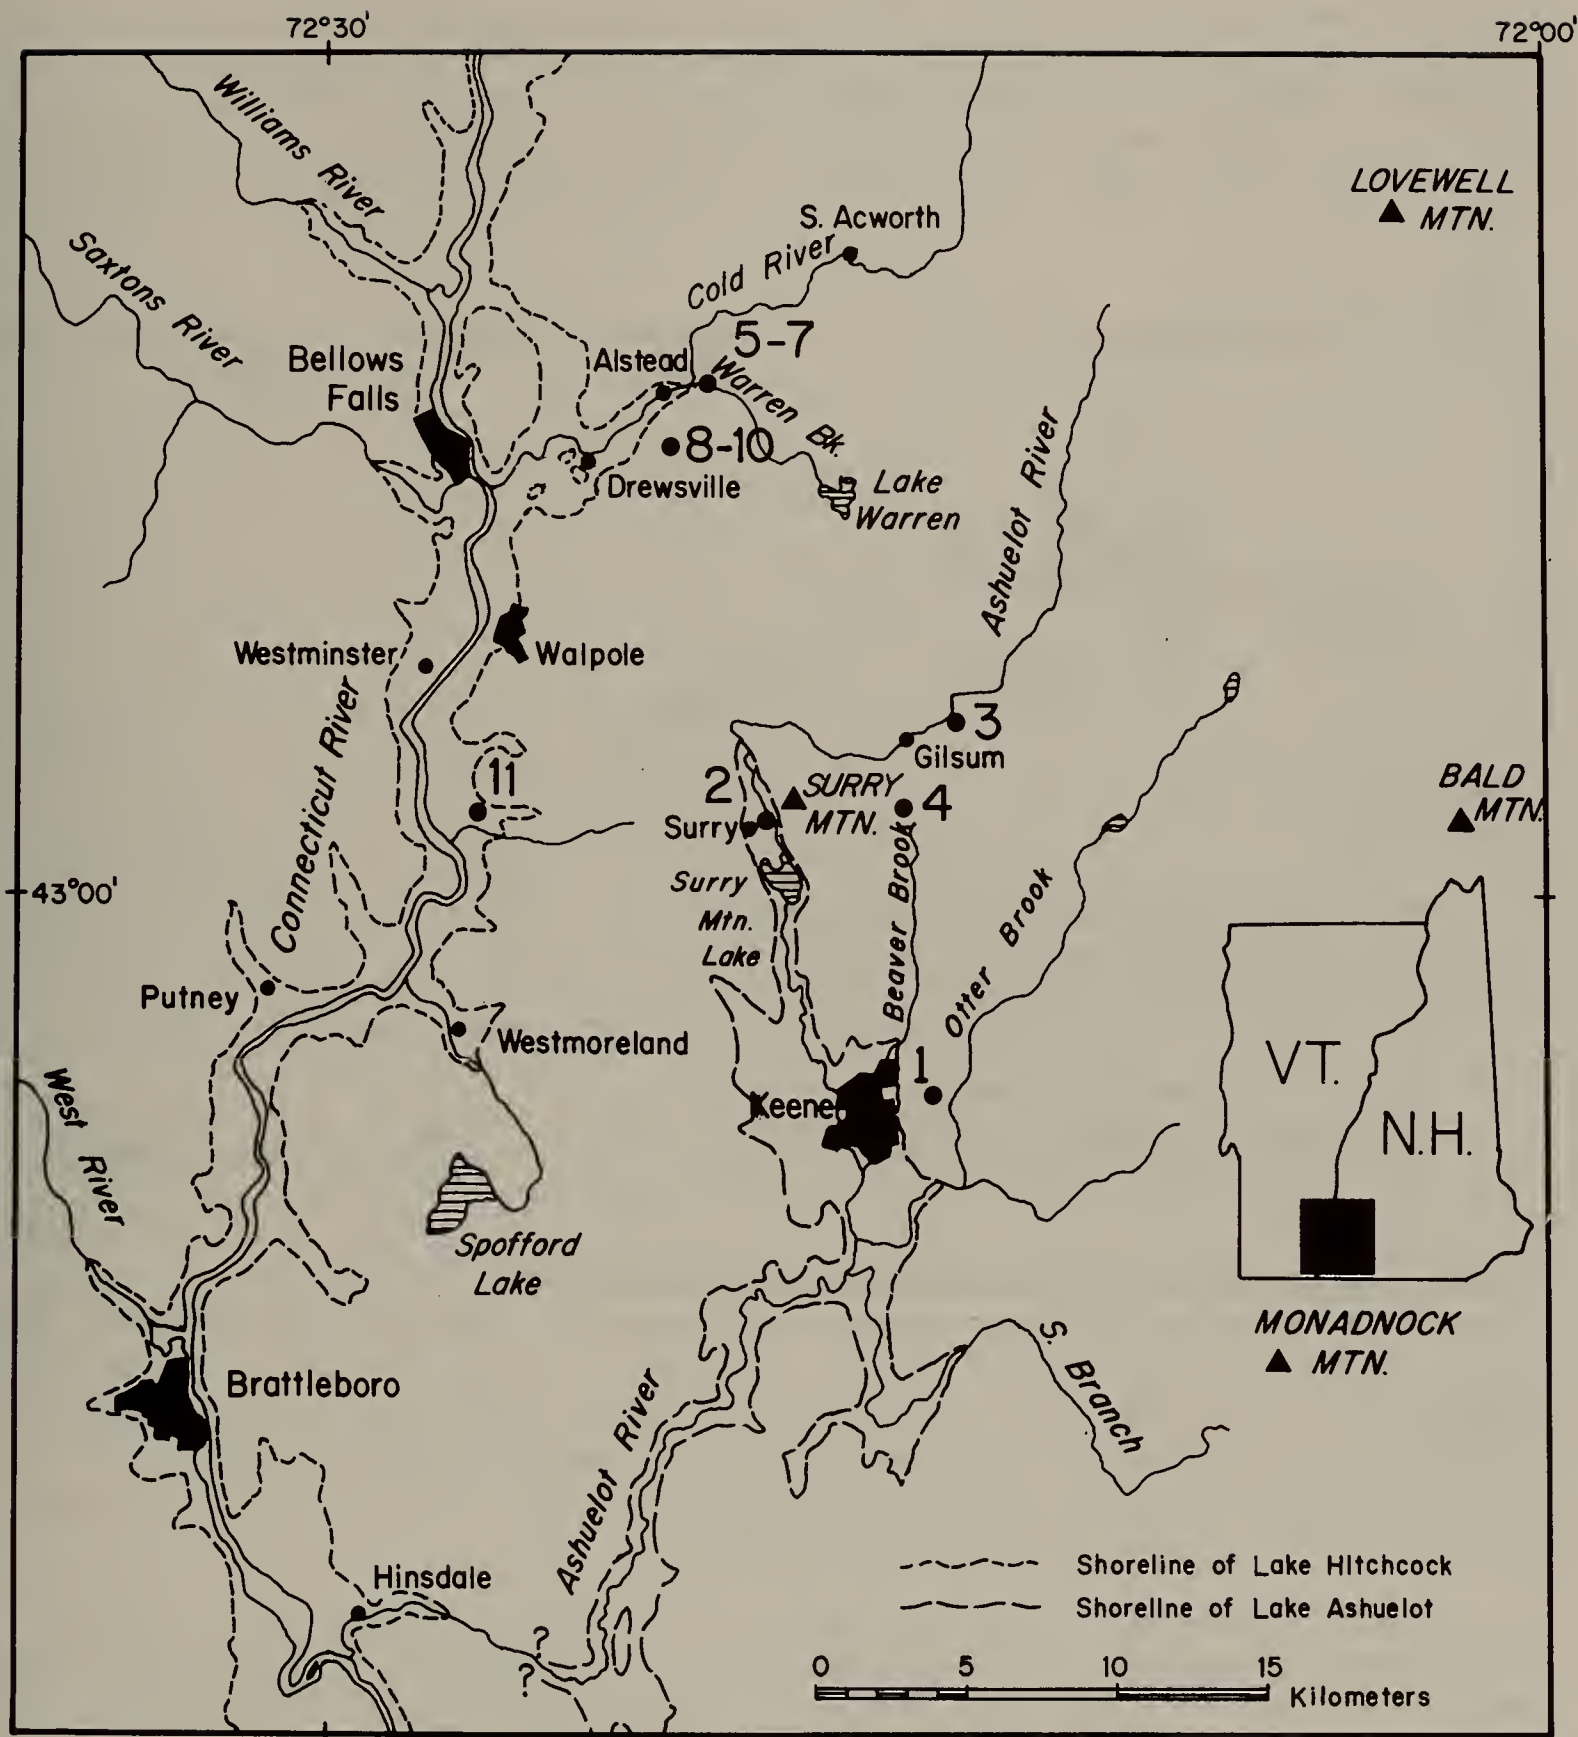 72°30'
72°00'
Williams River
LOVEWELL
MTN.
S. Acworth
Saxtons River
Cold River
5-7
Bellows
Falls
Alstead
Warren Bk.
8-10
Drewsville
Lake
Warren
Ashuelot River
Westminster
Walpole
Connecticut River
3
Gilsum
11
2
SURRY
MTN.
4
BALD
MTN.
Surry
43°00'
Surry
Mtn.
Lake
Beaver Brook
Otter Brook
Putney
Westmoreland
VT.
N.H.
West River
Keene
1
Spofford
Lake
MONADNOCK
MTN.
S. Branch
Brattleboro
Ashuelot River
Hinsdale
?
?
Shoreline of Lake Hitchcock
Shoreline of Lake Ashuelot
0 5 10 15
Kilometers